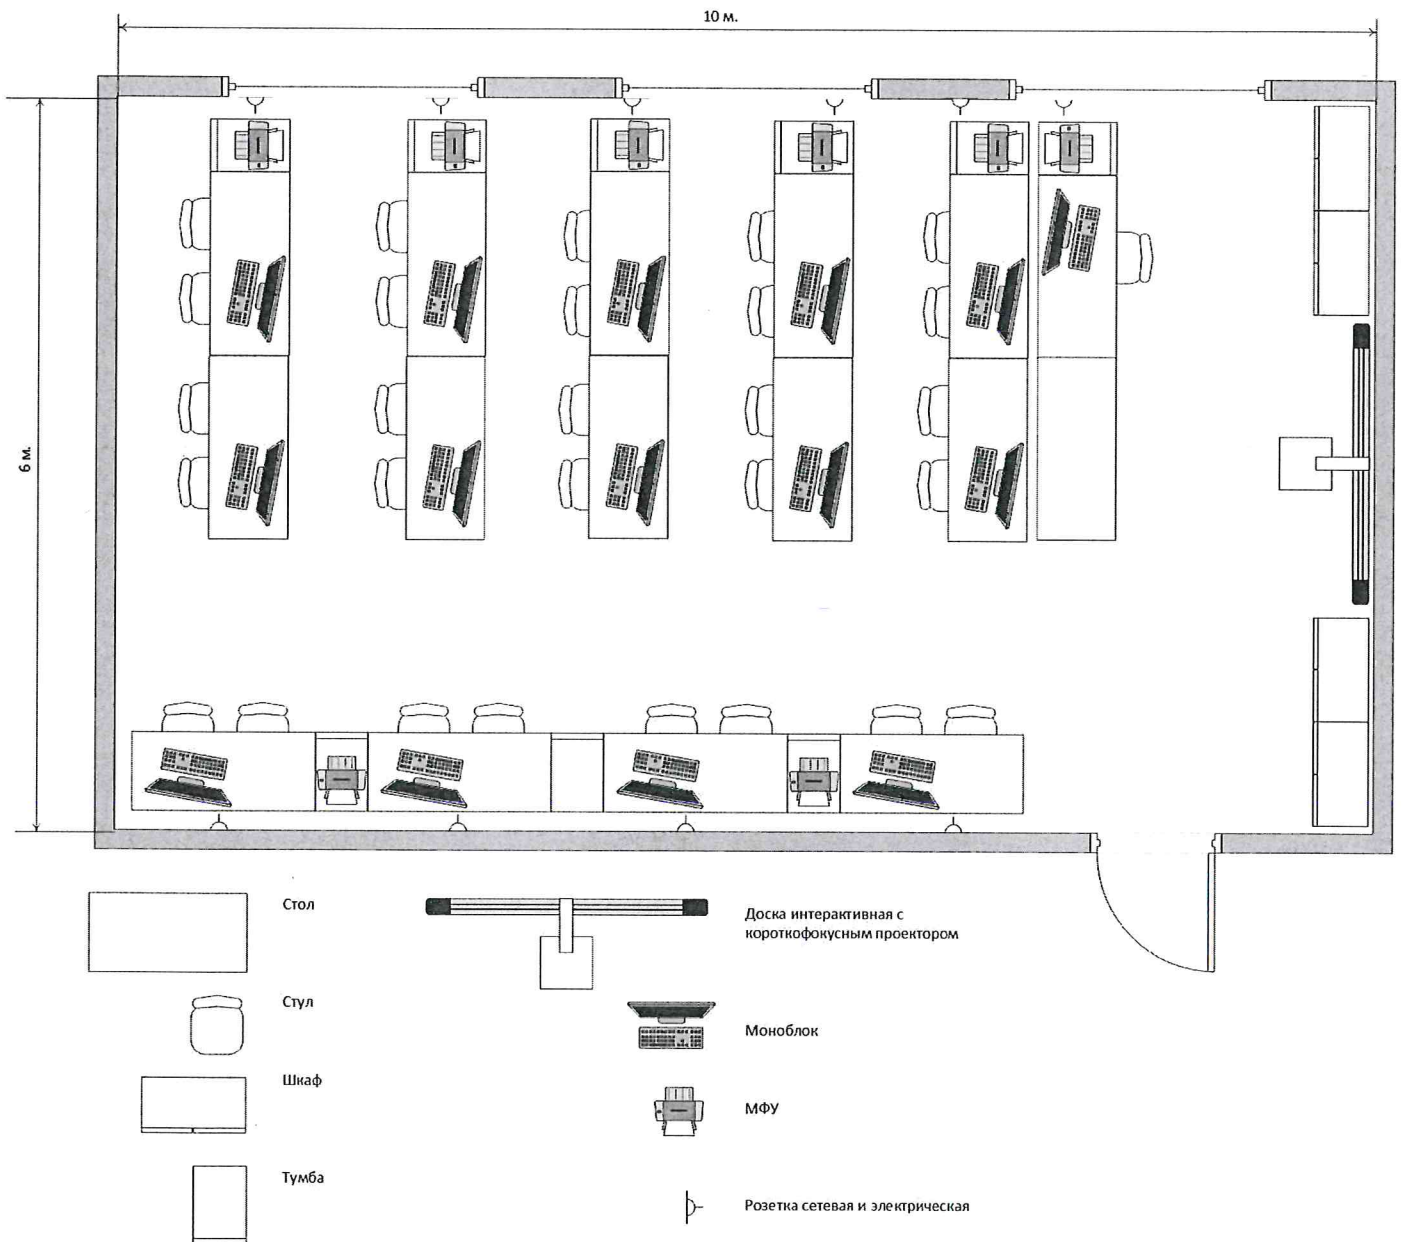 10 м.
6 м.
Стол
Доска интерактивная с
короткофокусным проектором
Стул
Моноблок
Шкаф
МФУ
Тумба
Розетка сетевая и электрическая